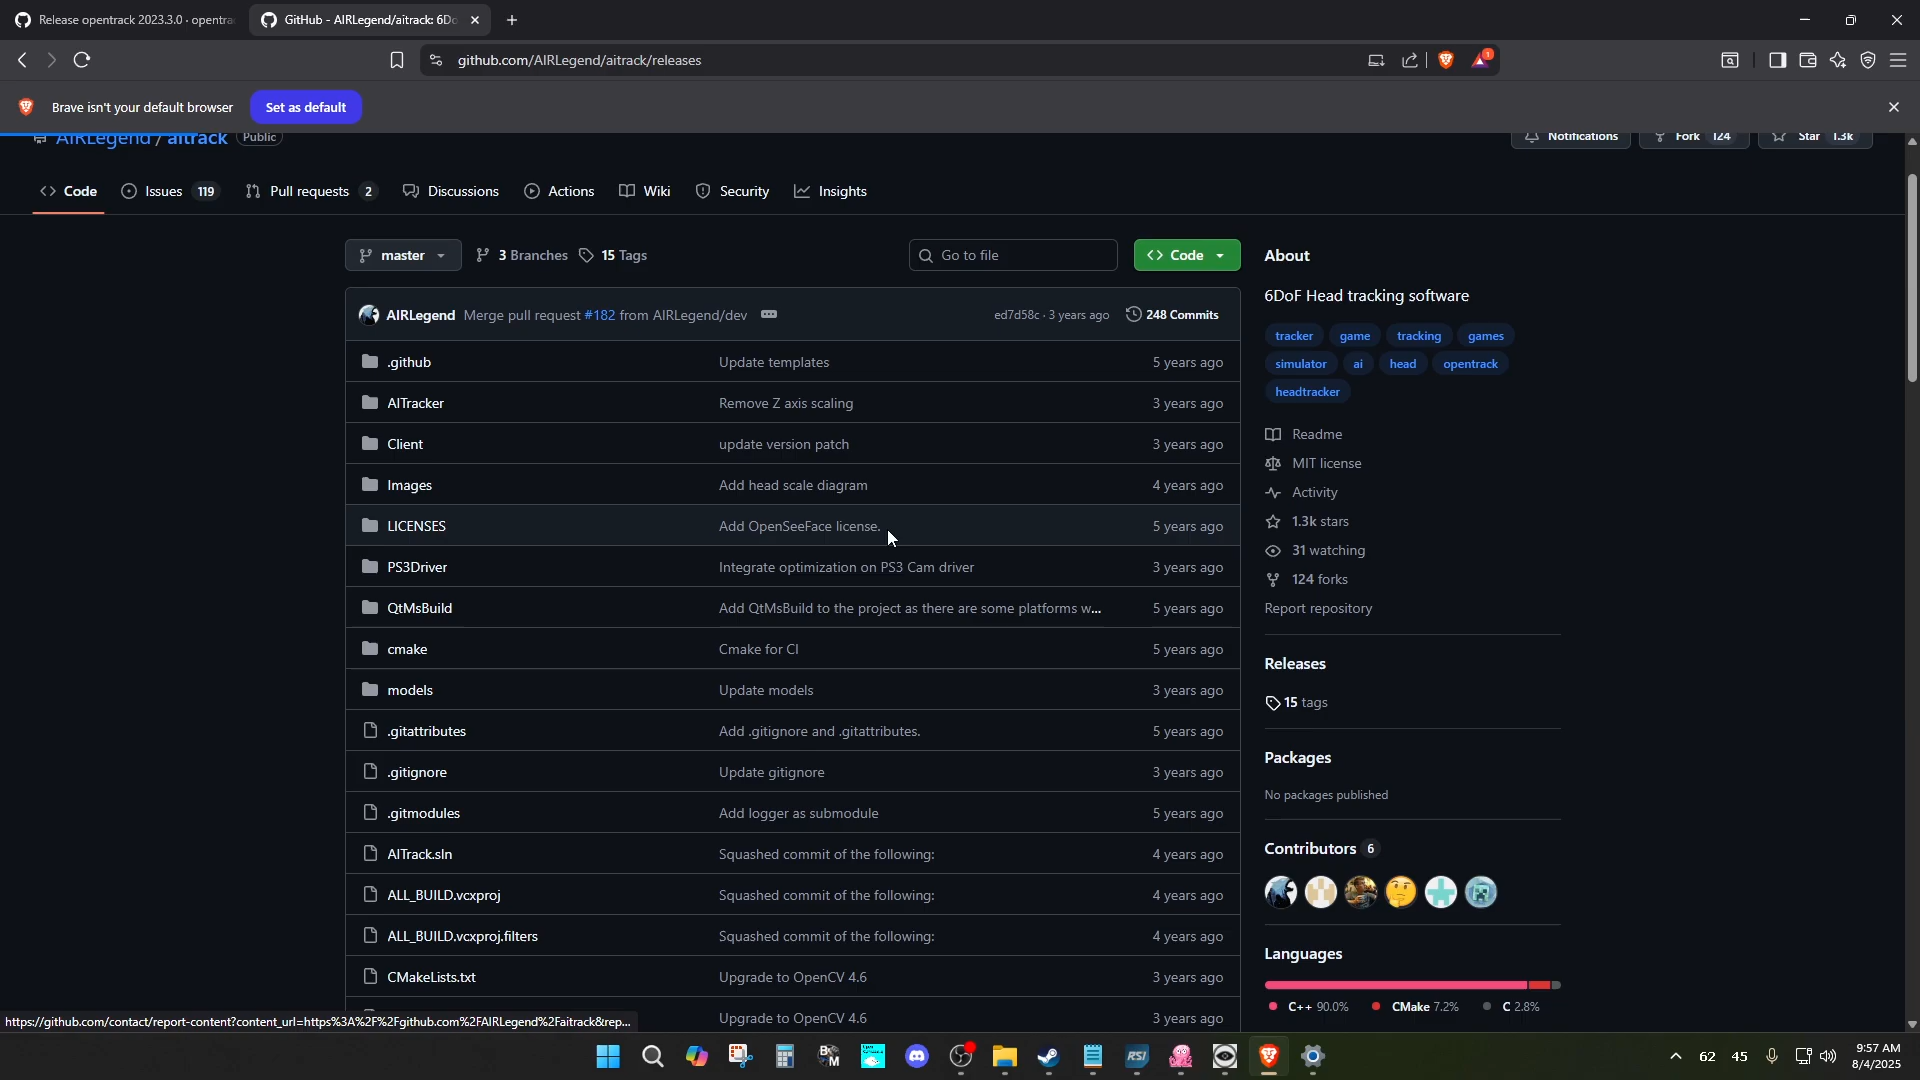 Release opentrack 2023.3.0 · opentra
GitHub - AIRLegend/aitrack: 6Do
github.com/AIRLegend/aitrack/releases
1
Brave isn't your default browser
Set as default
AIRLegend / aitrack Public
Notifications
Fork 124
Star 1.3k
Code
Issues 119
Pull requests 2
Discussions
Actions
Wiki
Security
Insights
master
3 Branches
15 Tags
Go to file
Code
About
6DoF Head tracking software
tracker game tracking games
simulator ai head opentrack
headtracker
Readme
MIT license
Activity
1.3k stars
31 watching
124 forks
Report repository
Releases
15 tags
Packages
No packages published
Contributors 6
Languages
C++ 90.0% CMake 7.2% C 2.8%
AIRLegend Merge pull request #182 from AIRLegend/dev ed7d58c · 3 years ago 248 Commits
.github Update templates 5 years ago
AITracker Remove Z axis scaling 3 years ago
Client update version patch 3 years ago
Images Add head scale diagram 4 years ago
LICENSES Add OpenSeeFace license. 5 years ago
PS3Driver Integrate optimization on PS3 Cam driver 3 years ago
QtMsBuild Add QtMsBuild to the project as there are some platforms w... 5 years ago
cmake Cmake for CI 5 years ago
models Update models 3 years ago
.gitattributes Add .gitignore and .gitattributes. 5 years ago
.gitignore Update gitignore 3 years ago
.gitmodules Add logger as submodule 5 years ago
AITrack.sln Squashed commit of the following: 4 years ago
ALL_BUILD.vcxproj Squashed commit of the following: 4 years ago
ALL_BUILD.vcxproj.filters Squashed commit of the following: 4 years ago
CMakeLists.txt Upgrade to OpenCV 4.6 3 years ago
Upgrade to OpenCV 4.6 3 years ago
https://github.com/contact/report-content?content_url=https%3A%2F%2Fgithub.com%2FAIRLegend%2Faitrack&rep...
RSI
62 45
9:57 AM
8/4/2025